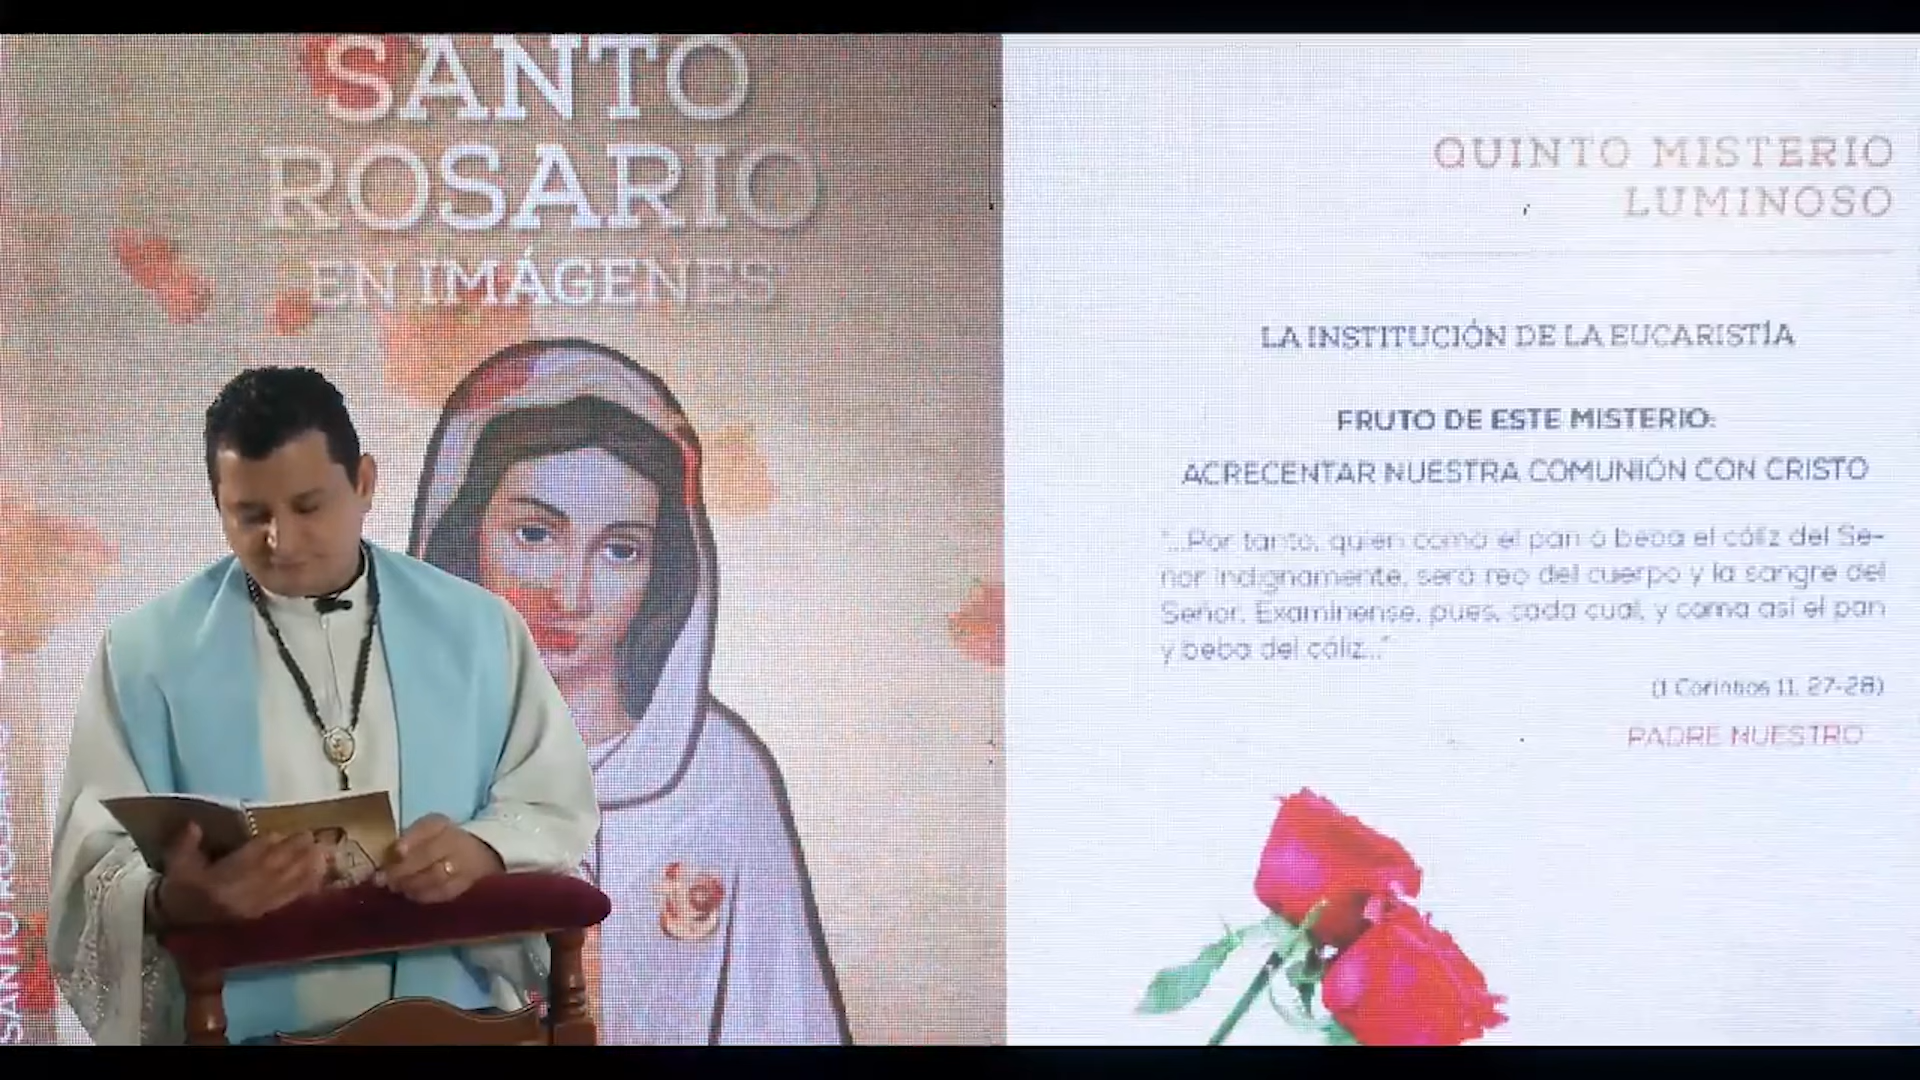 SANTO
ROSARIO
EN IMÁGENES
QUINTO MISTERIO
LUMINOSO
LA INSTITUCIÓN DE LA EUCARISTÍA
FRUTO DE ESTE MISTERIO:
ACRECENTAR NUESTRA COMUNIÓN CON CRISTO
"...Por tanto, quien coma el pan o beba el cáliz del Se-
ñor indignamente, será reo del cuerpo y la sangre del
Señor. Examínense, pues, cada cual, y coma así el pan
y beba del cáliz..."
(1 Corintios 11, 27-28)
PADRE NUESTRO
SANTO ROSARIO